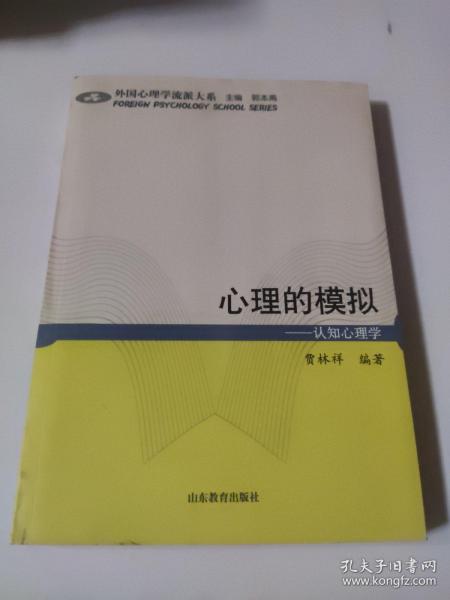 外国心理学流派大系 主编 郭本禹
FOREIGN PSYCHOLOGY SCHOOL SERIES
心理的模拟
——认知心理学
贾林祥 编著
山东教育出版社
孔夫子旧书网
www.kongfz.com